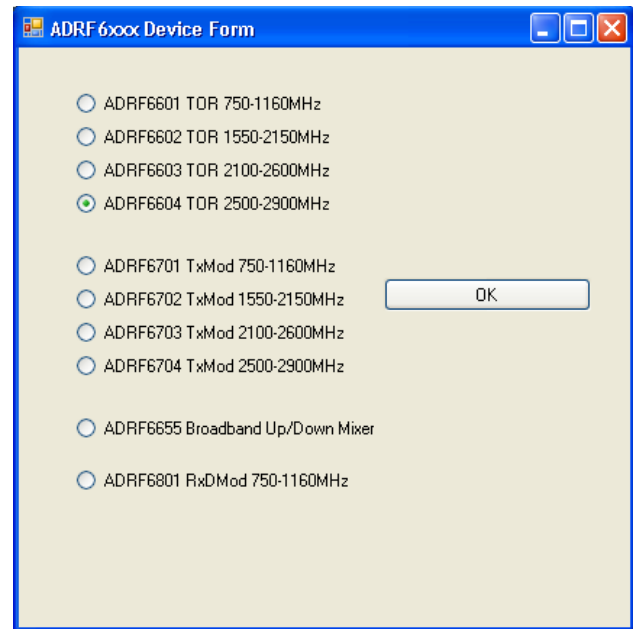 ADRF6xxx Device Form
ADRF6601 TOR 750-1160MHz
ADRF6602 TOR 1550-2150MHz
ADRF6603 TOR 2100-2600MHz
ADRF6604 TOR 2500-2900MHz
ADRF6701 TxMod 750-1160MHz
ADRF6702 TxMod 1550-2150MHz
OK
ADRF6703 TxMod 2100-2600MHz
ADRF6704 TxMod 2500-2900MHz
ADRF6655 Broadband Up/Down Mixer
ADRF6801 RxDMod 750-1160MHz